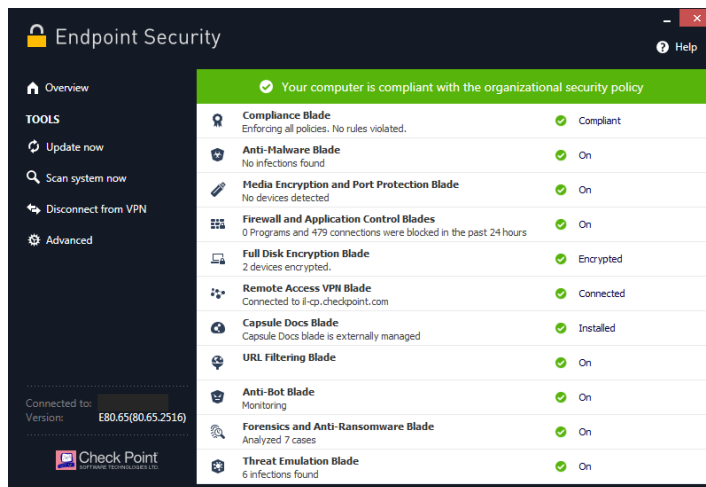 Endpoint Security
Help
Overview
TOOLS
Update now
Scan system now
Disconnect from VPN
Advanced
Connected to:
Version: E80.65(80.65.2516)
Check Point
SOFTWARE TECHNOLOGIES LTD.
Your computer is compliant with the organizational security policy
Compliance Blade
Enforcing all policies. No rules violated.
Compliant
Anti-Malware Blade
No infections found
On
Media Encryption and Port Protection Blade
No devices detected
On
Firewall and Application Control Blades
0 Programs and 479 connections were blocked in the past 24 hours
On
Full Disk Encryption Blade
2 devices encrypted.
Encrypted
Remote Access VPN Blade
Connected to il-cp.checkpoint.com
Connected
Capsule Docs Blade
Capsule Docs blade is externally managed
Installed
URL Filtering Blade
On
Anti-Bot Blade
Monitoring
On
Forensics and Anti-Ransomware Blade
Analyzed 7 cases
On
Threat Emulation Blade
6 infections found
On